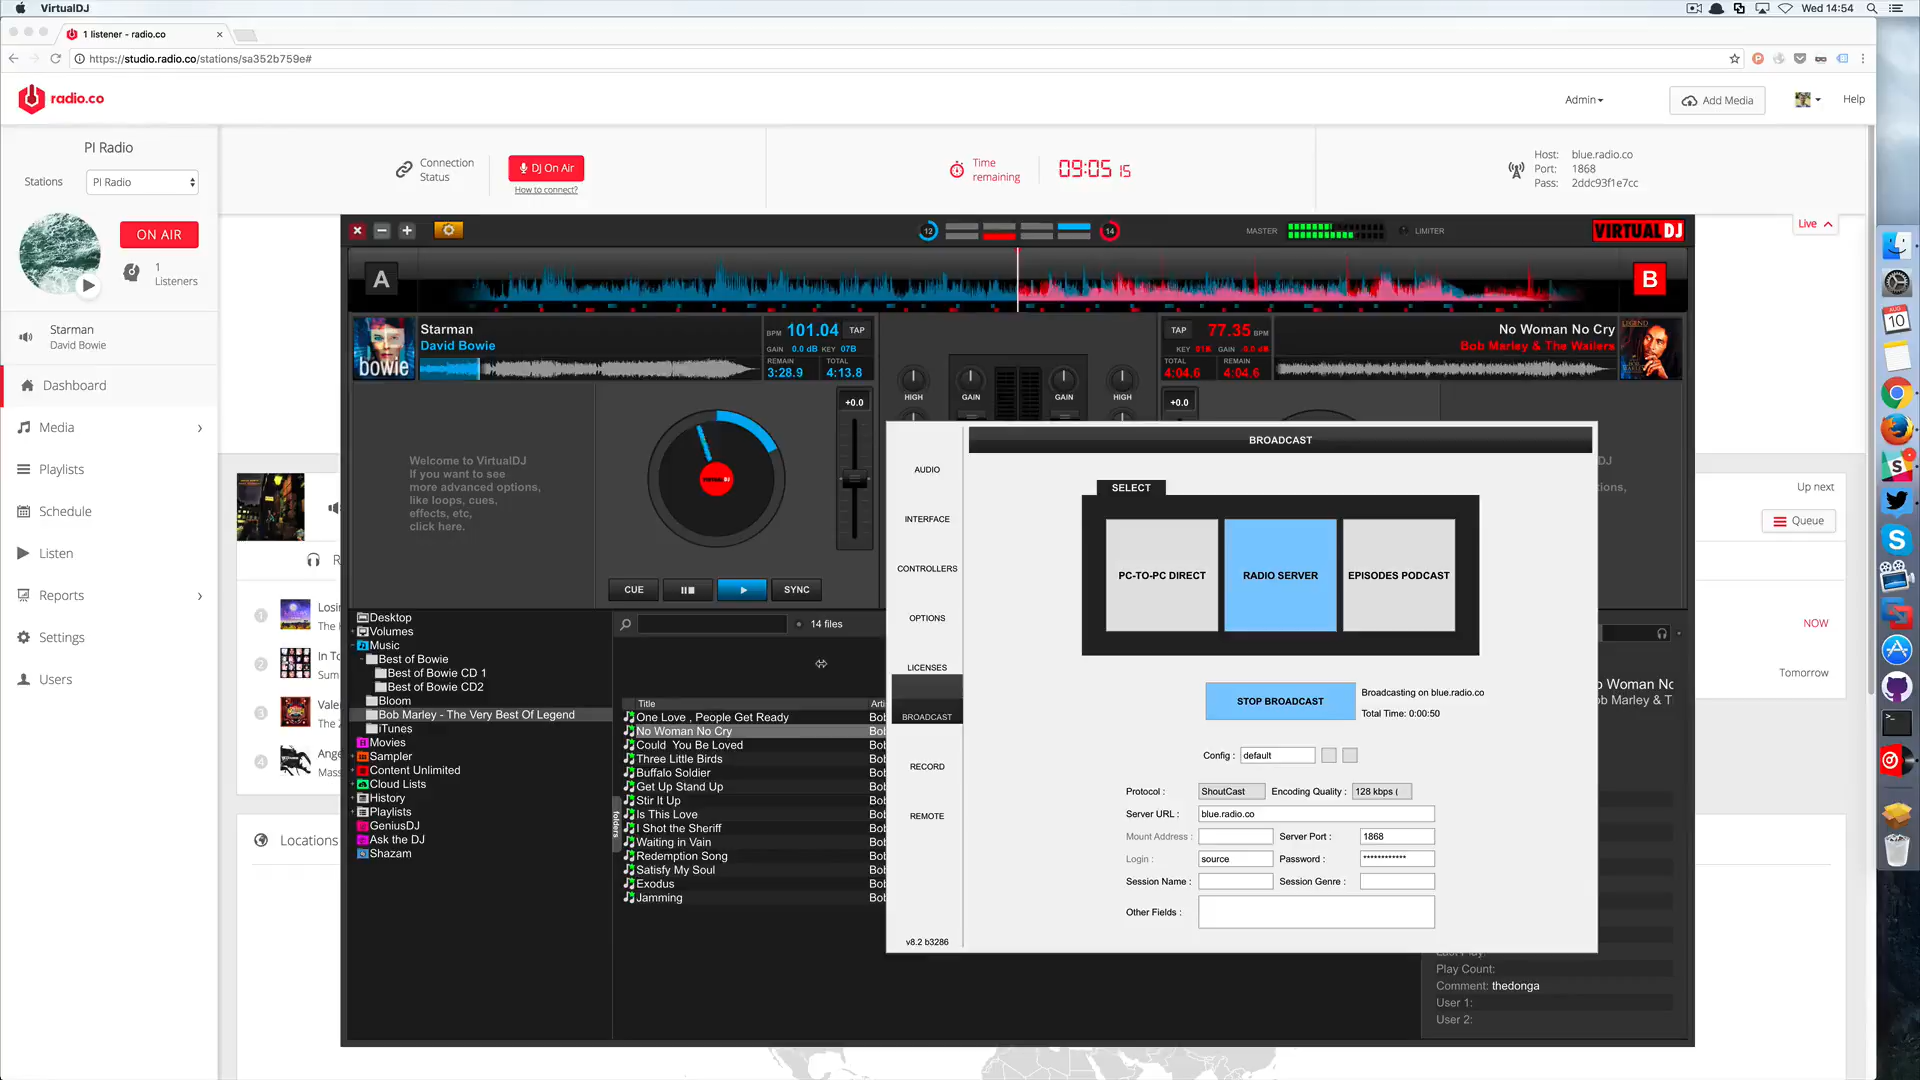 VirtualDJ
Wed 14:54
1 listener - radio.co
https://studio.radio.co/stations/sa352b759e#
radio.co
Admin
Add Media
Help
PI Radio
Stations
PI Radio
ON AIR
1
Listeners
Starman
David Bowie
Dashboard
Media
Playlists
Schedule
Listen
Reports
Settings
Users
Connection
Status
DJ On Air
How to connect?
Time
remaining
09:05 15
Host: blue.radio.co
Port: 1868
Pass: 2ddc93f1e7cc
Live
12
14
MASTER
LIMITER
VIRTUAL DJ
A
B
Starman
David Bowie
bowie
BPM 101.04 TAP
GAIN 0.0 dB KEY 07B
REMAIN TOTAL
3:28.9 4:13.8
TAP 77.35 BPM
TOTAL REMAIN
4:04.6 4:04.6
No Woman No Cry
Bob Marley & The Wailers
LEGEND
HIGH
GAIN
GAIN
HIGH
+0.0
+0.0
Welcome to VirtualDJ
If you want to see
more advanced options,
like loops, cues,
effects, etc,
click here.
CUE
SYNC
Desktop
Volumes
Music
Best of Bowie
Best of Bowie CD 1
Best of Bowie CD2
Bloom
Bob Marley - The Very Best Of Legend
iTunes
Movies
Sampler
Content Unlimited
Cloud Lists
History
Playlists
GeniusDJ
Ask the DJ
Shazam
folders
14 files
Title
One Love , People Get Ready
No Woman No Cry
Could You Be Loved
Three Little Birds
Buffalo Soldier
Get Up Stand Up
Stir It Up
Is This Love
I Shot the Sheriff
Waiting in Vain
Redemption Song
Satisfy My Soul
Exodus
Jamming
AUDIO
INTERFACE
CONTROLLERS
OPTIONS
LICENSES
BROADCAST
RECORD
REMOTE
v8.2 b3286
BROADCAST
SELECT
PC-TO-PC DIRECT
RADIO SERVER
EPISODES PODCAST
STOP BROADCAST
Broadcasting on blue.radio.co
Total Time: 0:00:50
Config : default
Protocol : ShoutCast Encoding Quality : 128 kbps (
Server URL : blue.radio.co
Mount Address : Server Port : 1868
Login : source Password : ************
Session Name : Session Genre :
Other Fields :
Up next
Queue
NOW
Tomorrow
Play Count:
Comment: thedonga
User 1:
User 2:
1
2
3
4
Locations
AUG
10